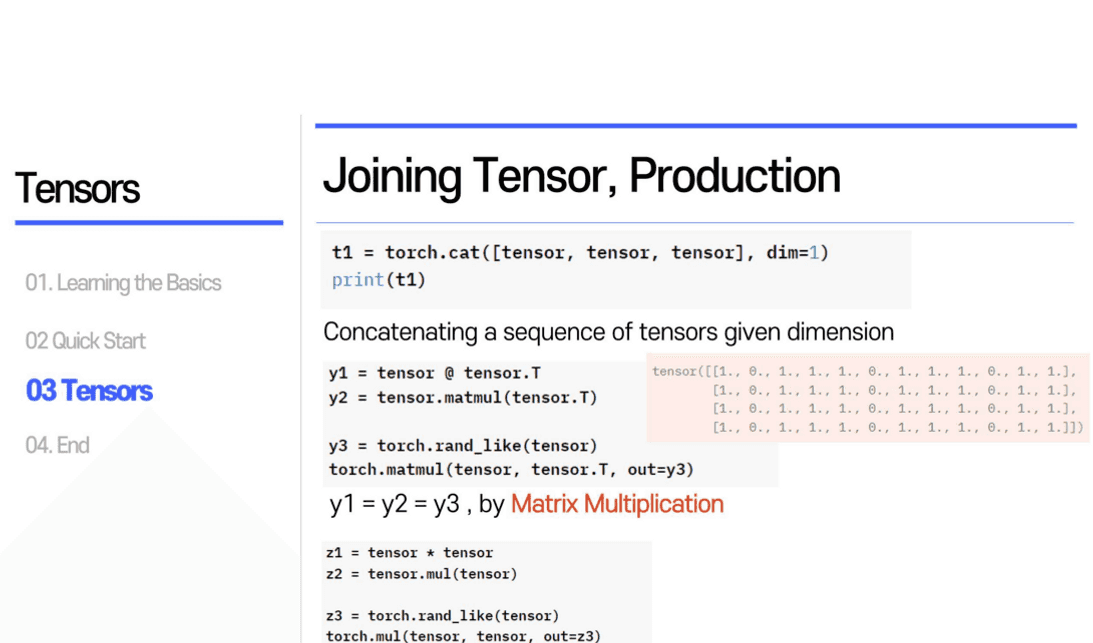 Tensors
01. Learning the Basics
02 Quick Start
03 Tensors
04. End
Joining Tensor, Production
t1 = torch.cat([tensor, tensor, tensor], dim=1)
print(t1)
Concatenating a sequence of tensors given dimension
y1 = tensor @ tensor.T
y2 = tensor.matmul(tensor.T)
y3 = torch.rand_like(tensor)
torch.matmul(tensor, tensor.T, out=y3)
tensor([[1., 0., 1., 1., 1., 0., 1., 1., 1., 0., 1., 1.],
[1., 0., 1., 1., 1., 0., 1., 1., 1., 0., 1., 1.],
[1., 0., 1., 1., 1., 0., 1., 1., 1., 0., 1., 1.],
[1., 0., 1., 1., 1., 0., 1., 1., 1., 0., 1., 1.]])
y1 = y2 = y3 , by Matrix Multiplication
z1 = tensor * tensor
z2 = tensor.mul(tensor)
z3 = torch.rand_like(tensor)
torch.mul(tensor, tensor, out=z3)